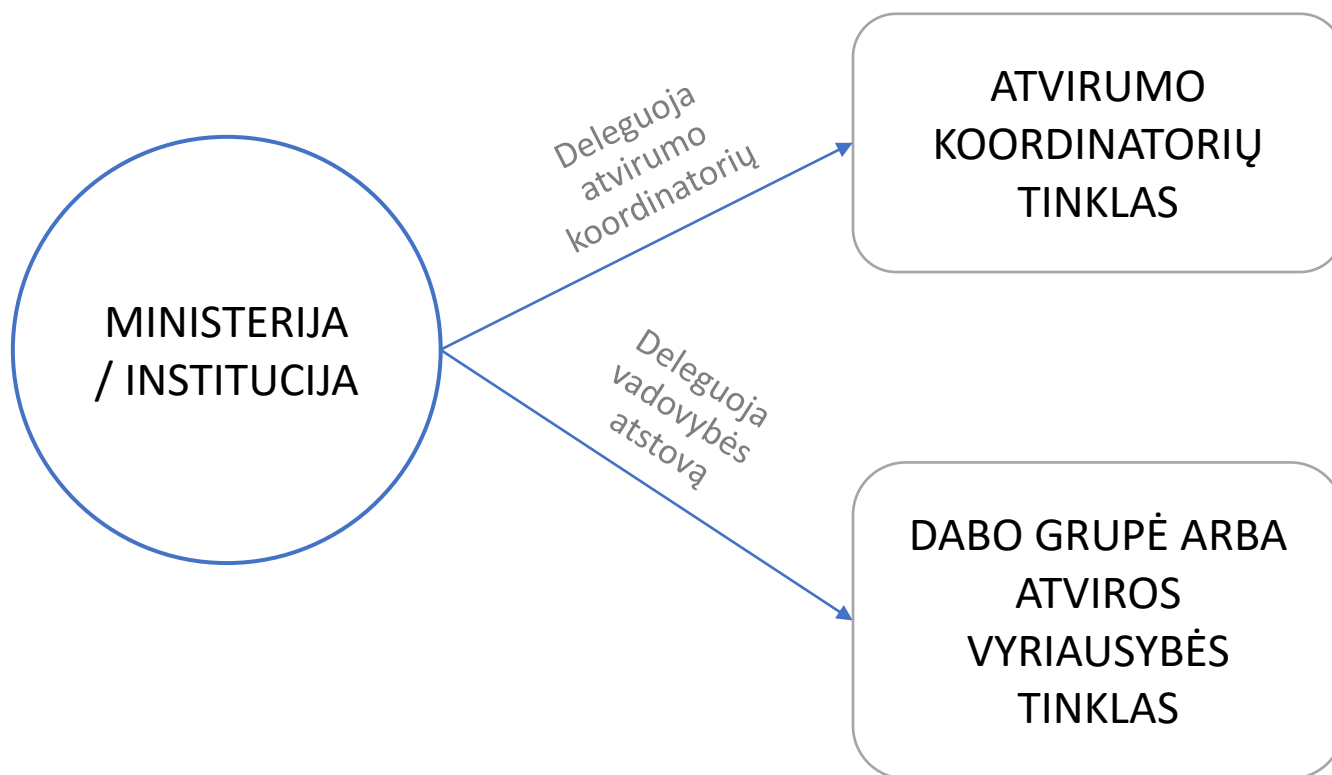 MINISTERIJA
/ INSTITUCIJA
Deleguoja
atvirumo
koordinatorių
ATVIRUMO
KOORDINATORIŲ
TINKLAS
Deleguoja
vadovybės
atstovą
DABO GRUPĖ ARBA
ATVIROS
VYRIAUSYBĖS
TINKLAS